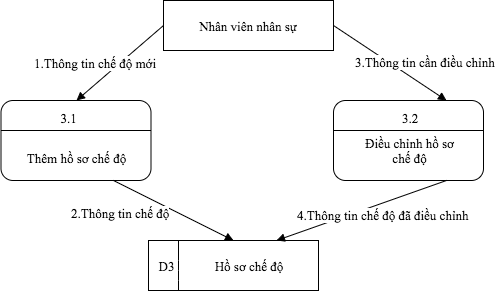 Nhân viên nhân sự
1.Thông tin chế độ mới
3.Thông tin cần điều chỉnh
3.1
Thêm hồ sơ chế độ
3.2
Điều chỉnh hồ sơ
chế độ
2.Thông tin chế độ
4.Thông tin chế độ đã điều chỉnh
D3
Hồ sơ chế độ